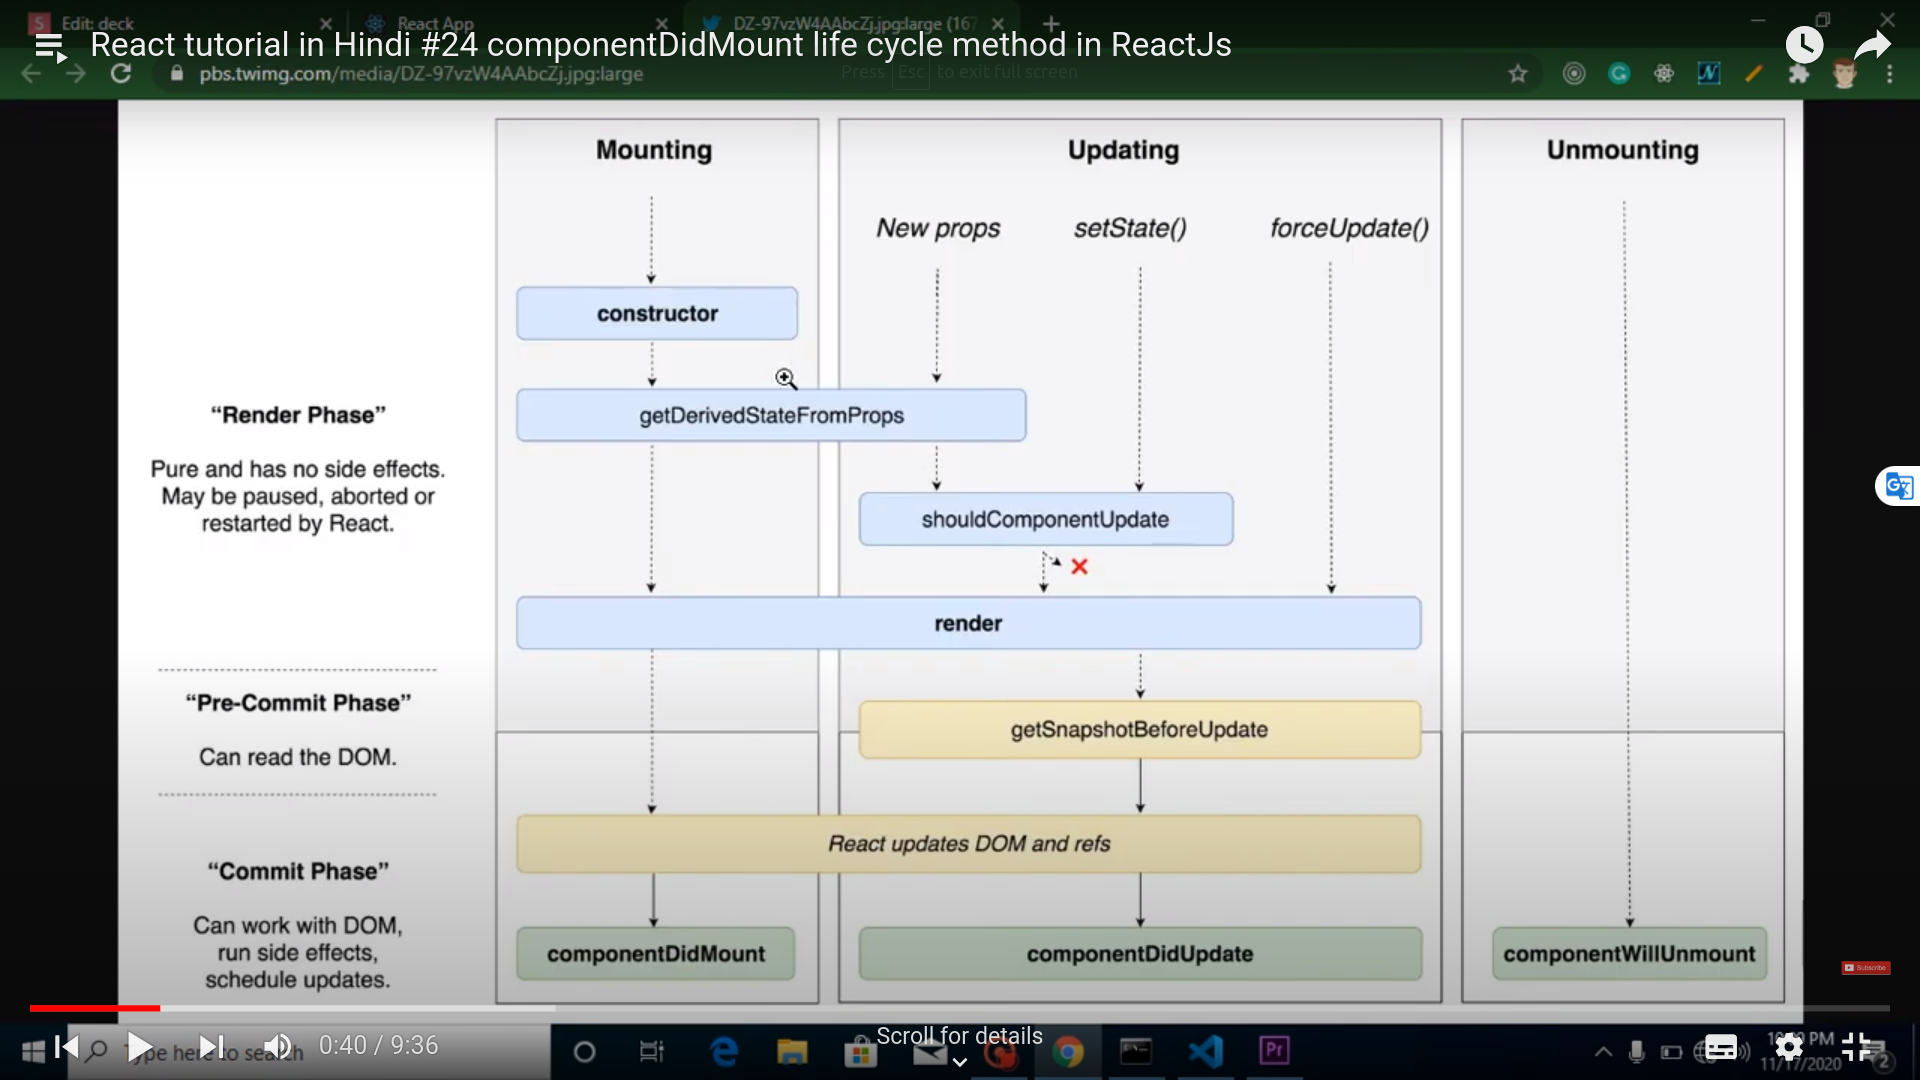 Edit: deck
React App
DZ-97vzW4AAbcZj.jpg:large (167
React tutorial in Hindi #24 componentDidMount life cycle method in ReactJs
pbs.twimg.com/media/DZ-97vzW4AAbcZj.jpg:large
Press Esc to exit full screen
Mounting
Updating
Unmounting
New props
setState()
forceUpdate()
constructor
“Render Phase”
getDerivedStateFromProps
Pure and has no side effects.
May be paused, aborted or
restarted by React.
shouldComponentUpdate
render
“Pre-Commit Phase”
getSnapshotBeforeUpdate
Can read the DOM.
React updates DOM and refs
“Commit Phase”
Can work with DOM,
run side effects,
schedule updates.
componentDidMount
componentDidUpdate
componentWillUnmount
Subscribe
0:40 / 9:36
Scroll for details
Type here to search
Pr
PM
11/17/2020
2